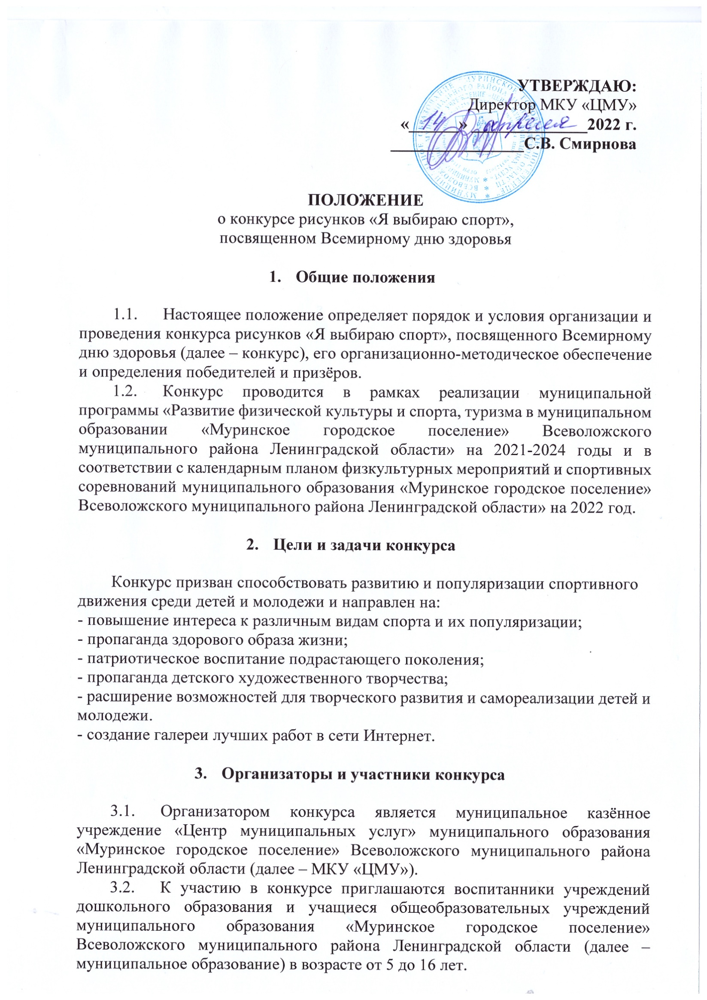 УТВЕРЖДАЮ:
Директор МКУ «ЦМУ»
«14» апреля 2022 г.
С.В. Смирнова
ПОЛОЖЕНИЕ
о конкурсе рисунков «Я выбираю спорт»,
посвященном Всемирному дню здоровья
1. Общие положения
1.1. Настоящее положение определяет порядок и условия организации и
проведения конкурса рисунков «Я выбираю спорт», посвященного Всемирному
дню здоровья (далее – конкурс), его организационно-методическое обеспечение
и определения победителей и призёров.
1.2. Конкурс проводится в рамках реализации муниципальной
программы «Развитие физической культуры и спорта, туризма в муниципальном
образовании «Муринское городское поселение» Всеволожского
муниципального района Ленинградской области» на 2021-2024 годы и в
соответствии с календарным планом физкультурных мероприятий и спортивных
соревнований муниципального образования «Муринское городское поселение»
Всеволожского муниципального района Ленинградской области» на 2022 год.
2. Цели и задачи конкурса
Конкурс призван способствовать развитию и популяризации спортивного
движения среди детей и молодежи и направлен на:
- повышение интереса к различным видам спорта и их популяризации;
- пропаганда здорового образа жизни;
- патриотическое воспитание подрастающего поколения;
- пропаганда детского художественного творчества;
- расширение возможностей для творческого развития и самореализации детей и
молодежи.
- создание галереи лучших работ в сети Интернет.
3. Организаторы и участники конкурса
3.1. Организатором конкурса является муниципальное казённое
учреждение «Центр муниципальных услуг» муниципального образования
«Муринское городское поселение» Всеволожского муниципального района
Ленинградской области (далее – МКУ «ЦМУ»).
3.2. К участию в конкурсе приглашаются воспитанники учреждений
дошкольного образования и учащиеся общеобразовательных учреждений
муниципального образования «Муринское городское поселение»
Всеволожского муниципального района Ленинградской области (далее –
муниципальное образование) в возрасте от 5 до 16 лет.